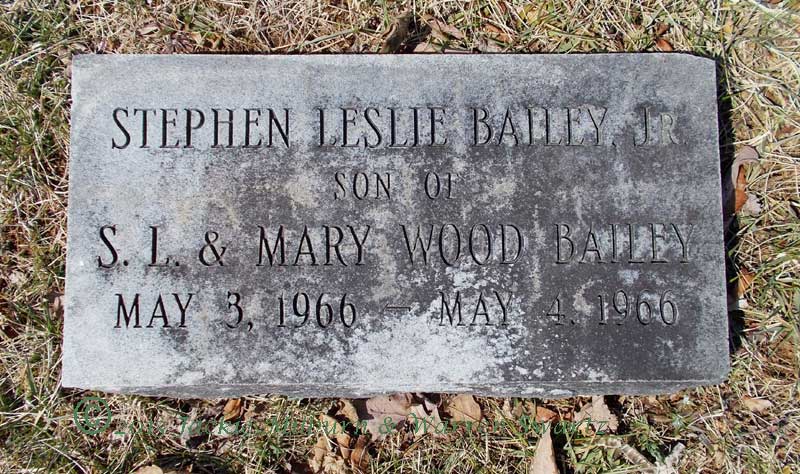 STEPHEN LESLIE BAILEY, JR
SON OF
S. L. & MARY WOOD BAILEY
MAY 3, 1966 – MAY 4, 1966
©
&